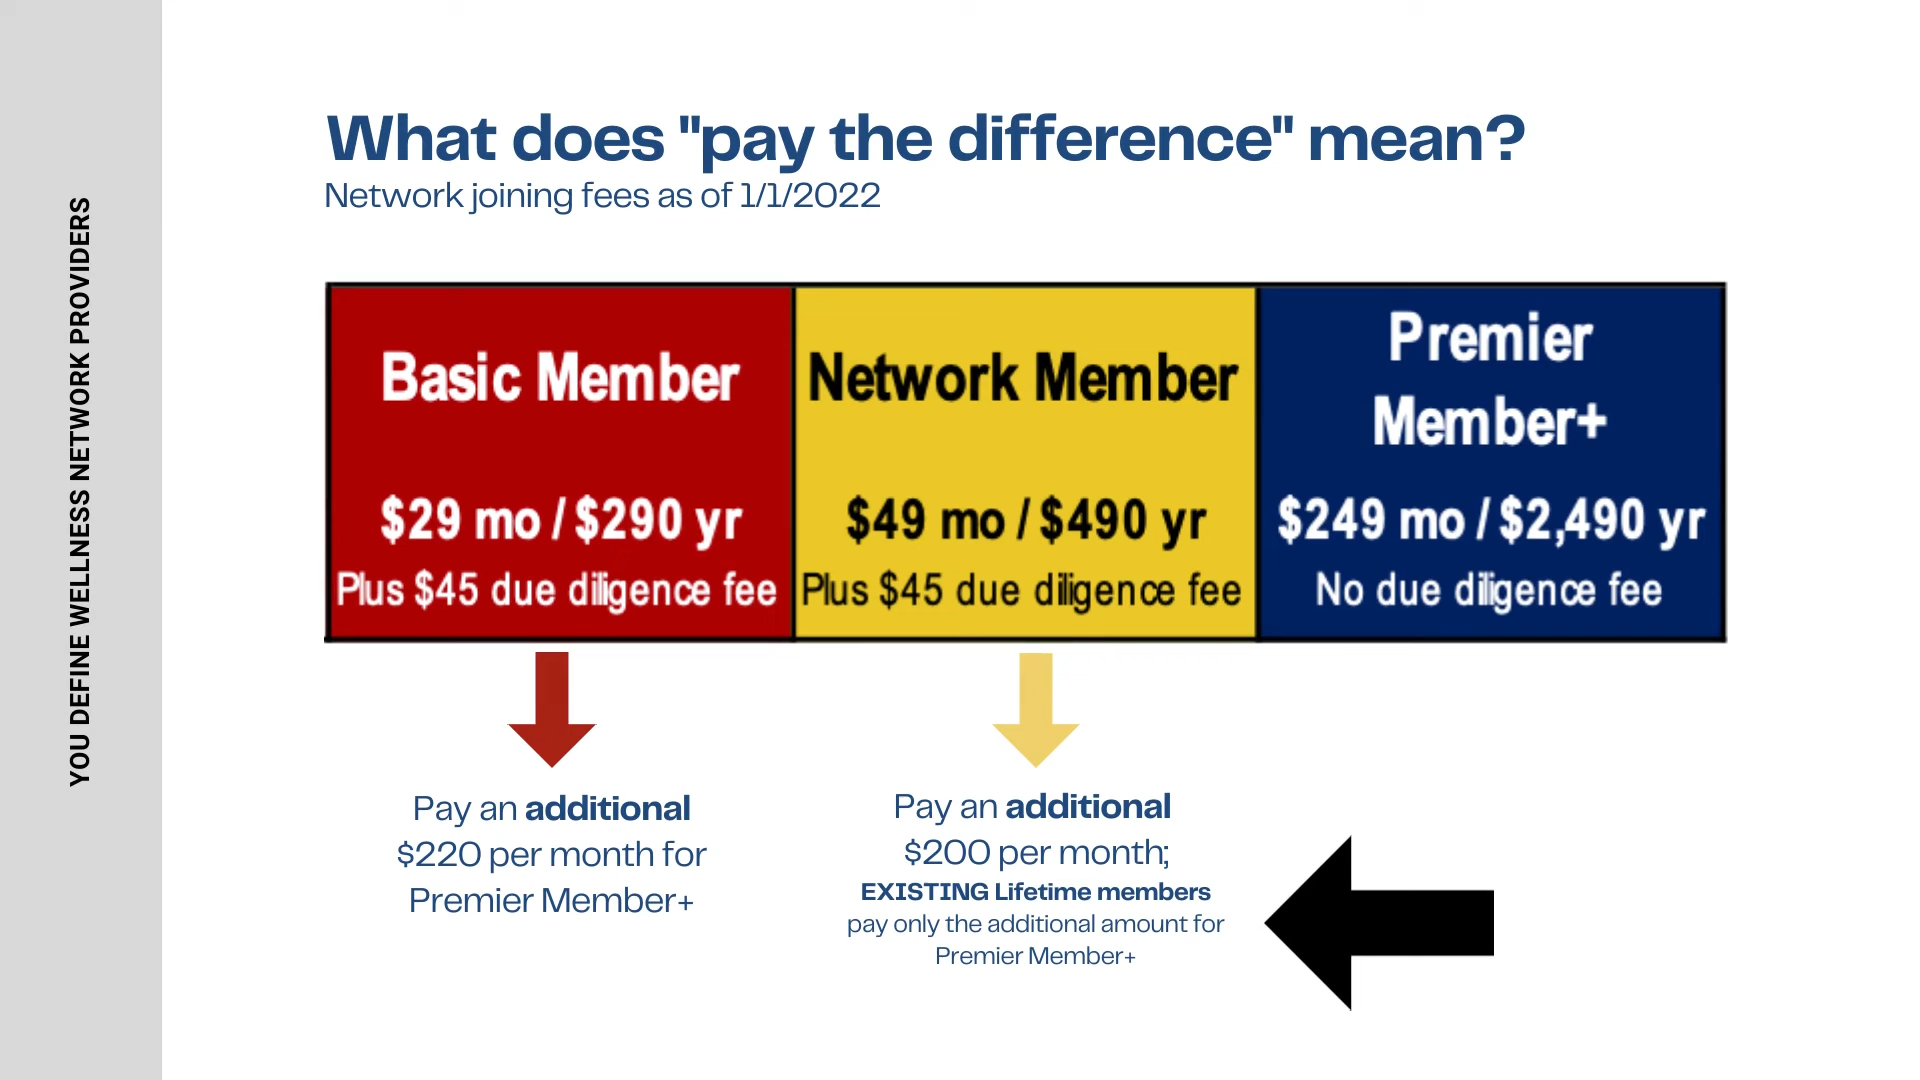 YOU DEFINE WELLNESS NETWORK PROVIDERS
What does "pay the difference" mean?
Network joining fees as of 1/1/2022
Basic Member
$29 mo / $290 yr
Plus $45 due diligence fee
Network Member
$49 mo / $490 yr
Plus $45 due diligence fee
Premier
Member+
$249 mo / $2,490 yr
No due diligence fee
Pay an additional
$220 per month for
Premier Member+
Pay an additional
$200 per month;
EXISTING Lifetime members
pay only the additional amount for
Premier Member+